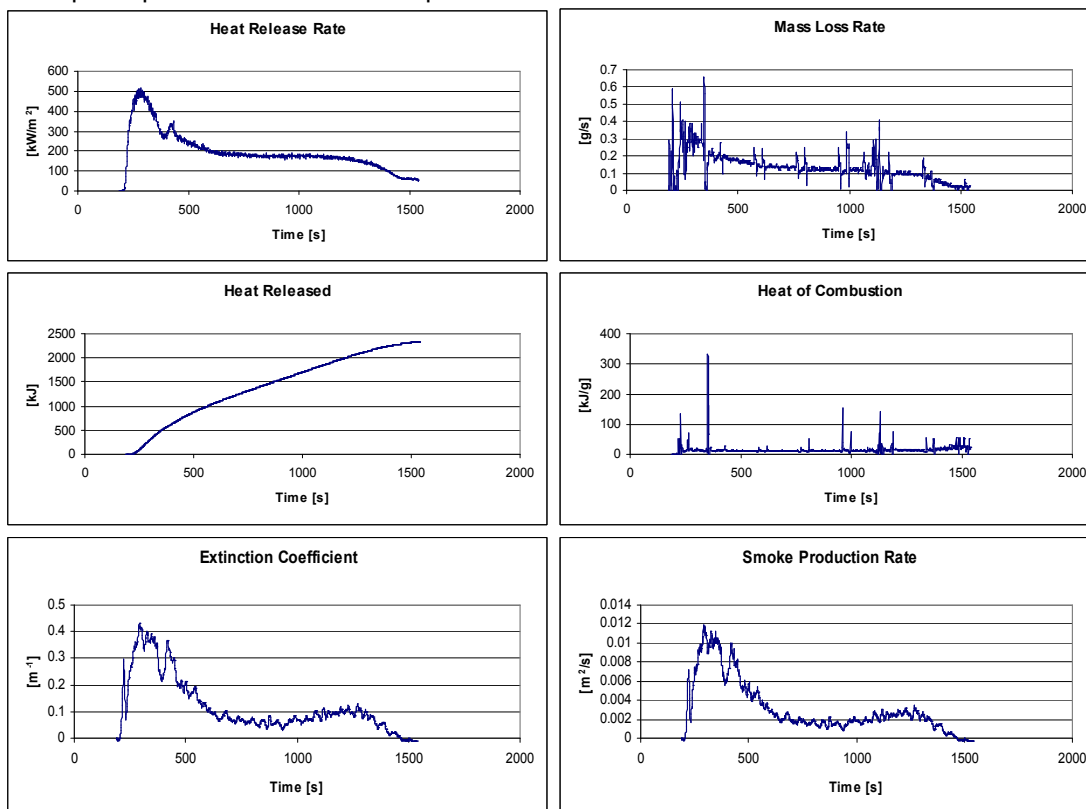 Heat Release Rate
[kW/m²]
600
500
400
300
200
100
0
0 500 1000 1500 2000
Time [s]
Mass Loss Rate
[g/s]
0.7
0.6
0.5
0.4
0.3
0.2
0.1
0
0 500 1000 1500 2000
Time [s]
Heat Released
[kJ]
2500
2000
1500
1000
500
0
0 500 1000 1500 2000
Time [s]
Heat of Combustion
[kJ/g]
400
300
200
100
0
0 500 1000 1500 2000
Time [s]
Extinction Coefficient
[m⁻¹]
0.5
0.4
0.3
0.2
0.1
0
0 500 1000 1500 2000
Time [s]
Smoke Production Rate
[m²/s]
0.014
0.012
0.01
0.008
0.006
0.004
0.002
0
0 500 1000 1500 2000
Time [s]